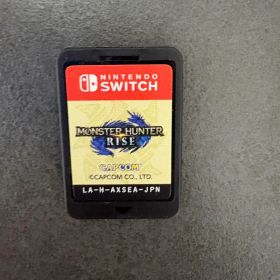 NINTENDO
SWITCH
MONSTER HUNTER
RISE
CAPCOM
©CAPCOM CO., LTD.
LA-H-AXSEA-JPN